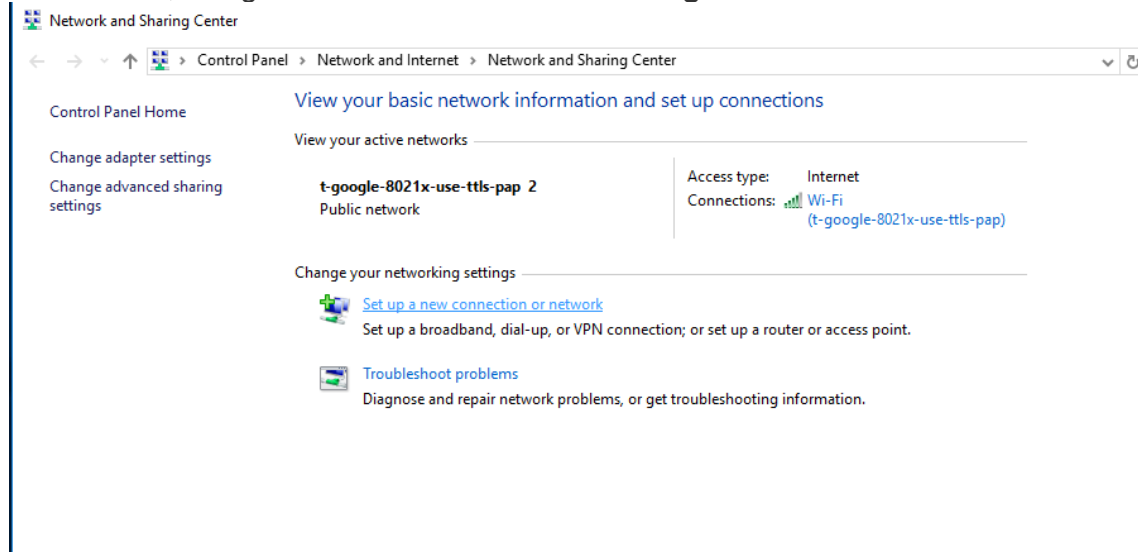 Network and Sharing Center
Control Panel > Network and Internet > Network and Sharing Center
Control Panel Home
Change adapter settings
Change advanced sharing
settings
View your basic network information and set up connections
View your active networks
t-google-8021x-use-ttls-pap 2
Public network
Access type: Internet
Connections: Wi-Fi
(t-google-8021x-use-ttls-pap)
Change your networking settings
Set up a new connection or network
Set up a broadband, dial-up, or VPN connection; or set up a router or access point.
Troubleshoot problems
Diagnose and repair network problems, or get troubleshooting information.